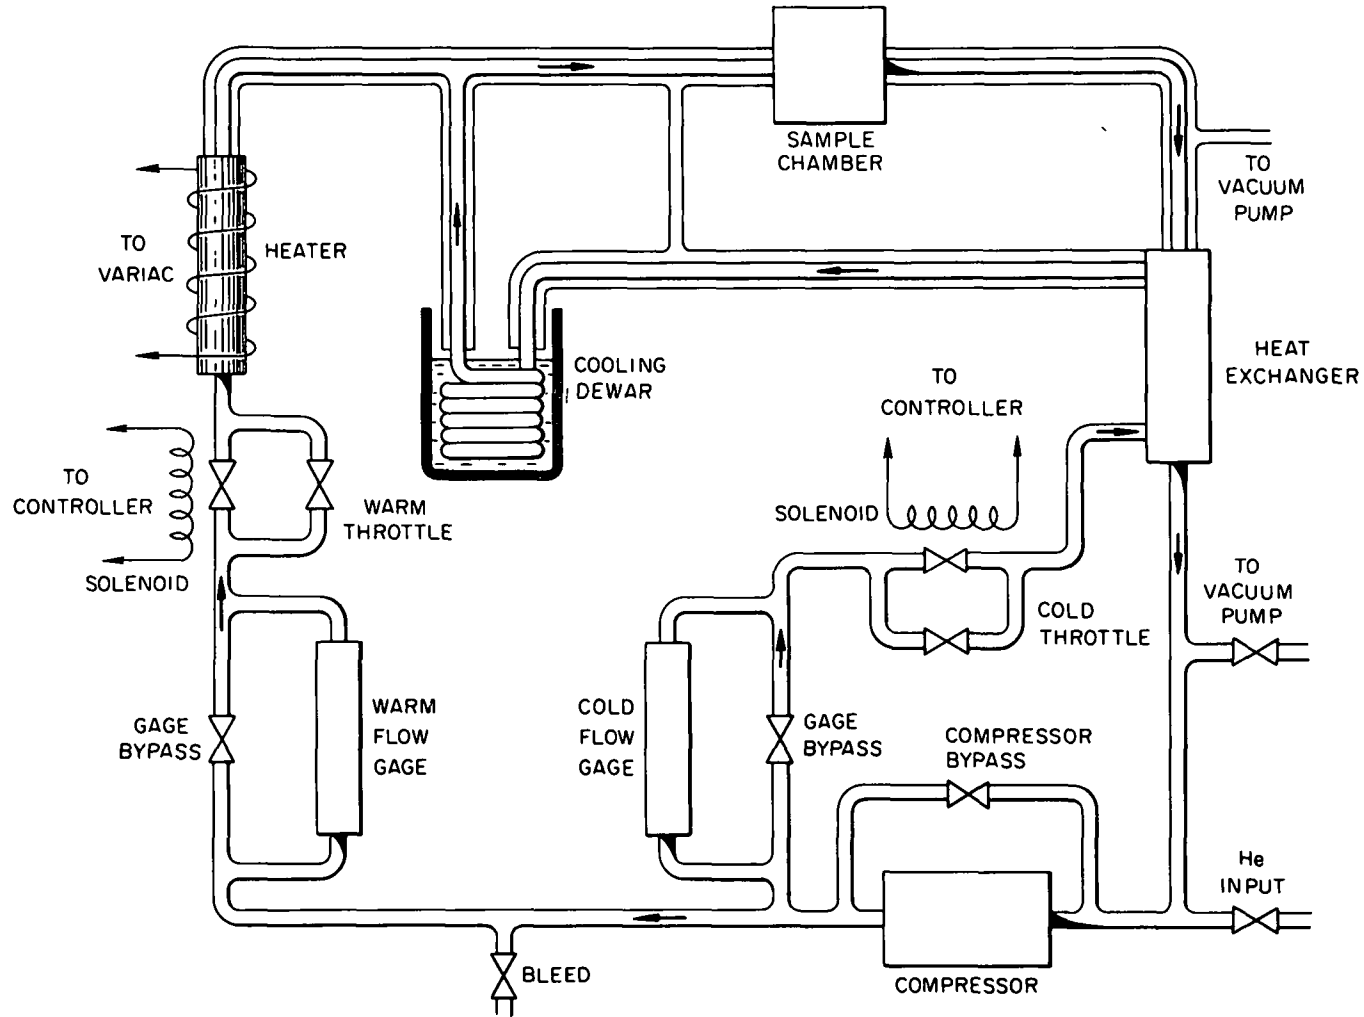 SAMPLE
CHAMBER
TO
VACUUM
PUMP
TO
VARIAC
HEATER
COOLING
DEWAR
HEAT
EXCHANGER
TO
CONTROLLER
SOLENOID
TO
CONTROLLER
SOLENOID
WARM
THROTTLE
COLD
THROTTLE
TO
VACUUM
PUMP
GAGE
BYPASS
WARM
FLOW
GAGE
COLD
FLOW
GAGE
GAGE
BYPASS
COMPRESSOR
BYPASS
He
INPUT
BLEED
COMPRESSOR